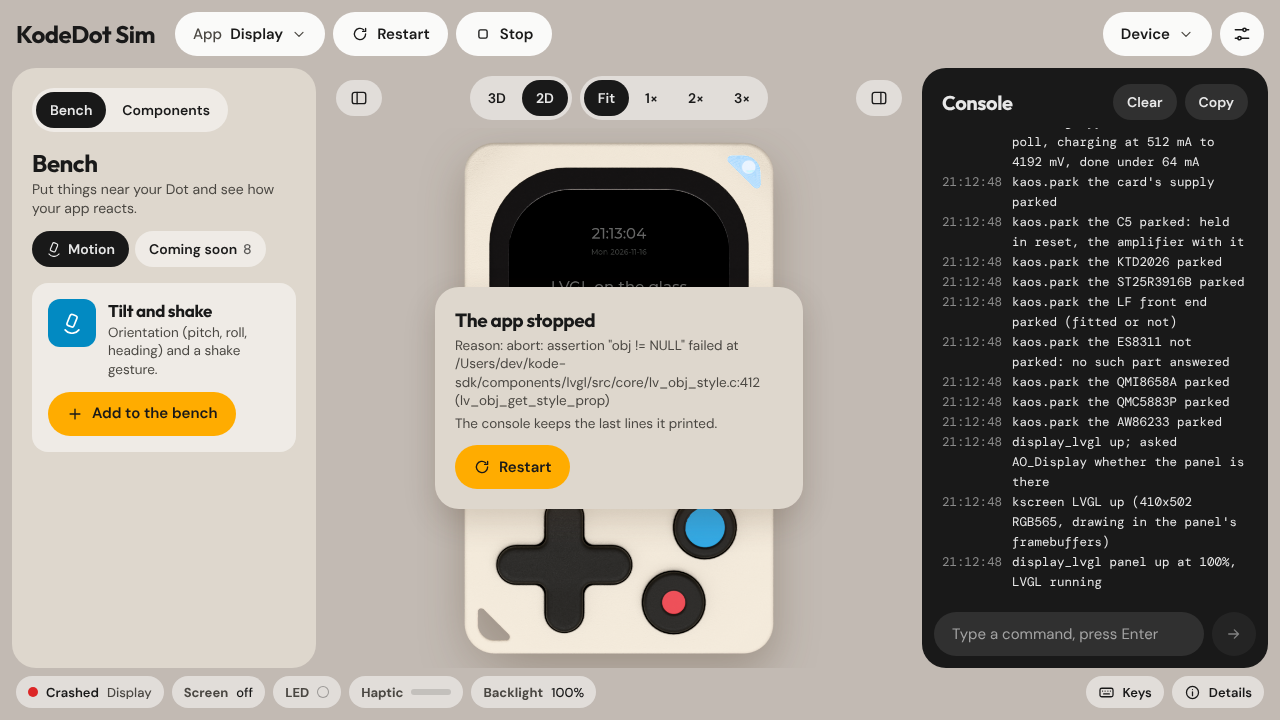 KodeDot Sim
App Display
Restart
Stop
Device
Bench
Components
Bench
Put things near your Dot and see how
your app reacts.
Motion
Coming soon 8
Tilt and shake
Orientation (pitch, roll,
heading) and a shake
gesture.
Add to the bench
3D
2D
Fit
1×
2×
3×
21:13:04
Mon 2026-11-16
LVGL on the glass
The app stopped
Reason: abort: assertion "obj != NULL" failed at
/Users/dev/kode-
sdk/components/lvgl/src/core/lv_obj_style.c:412
(lv_obj_get_style_prop)
The console keeps the last lines it printed.
Restart
Console
Clear
Copy
poll, charging at 512 mA to
4192 mV, done under 64 mA
21:12:48 kaos.park the card's supply
parked
21:12:48 kaos.park the C5 parked: held
in reset, the amplifier with it
21:12:48 kaos.park the KTD2026 parked
21:12:48 kaos.park the ST25R3916B parked
21:12:48 kaos.park the LF front end
parked (fitted or not)
21:12:48 kaos.park the ES8311 not
parked: no such part answered
21:12:48 kaos.park the QMI8658A parked
21:12:48 kaos.park the QMC5883P parked
21:12:48 kaos.park the AW86233 parked
21:12:48 display_lvgl up; asked
AO_Display whether the panel is
there
21:12:48 kscreen LVGL up (410x502
RGB565, drawing in the panel's
framebuffers)
21:12:48 display_lvgl panel up at 100%,
LVGL running
Type a command, press Enter
Crashed Display
Screen off
LED
Haptic
Backlight 100%
Keys
Details